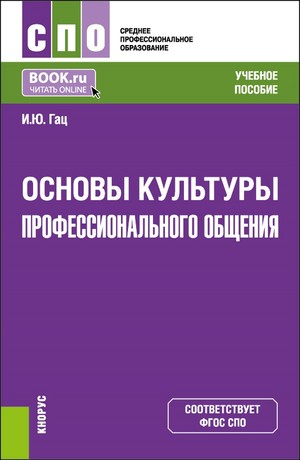 СПО
СРЕДНЕЕ
ПРОФЕССИОНАЛЬНОЕ
ОБРАЗОВАНИЕ
BOOK.ru
ЧИТАТЬ ONLINE
УЧЕБНОЕ
ПОСОБИЕ
И.Ю. Гац
ОСНОВЫ КУЛЬТУРЫ
ПРОФЕССИОНАЛЬНОГО ОБЩЕНИЯ
КНОРУС
СООТВЕТСТВУЕТ
ФГОС СПО